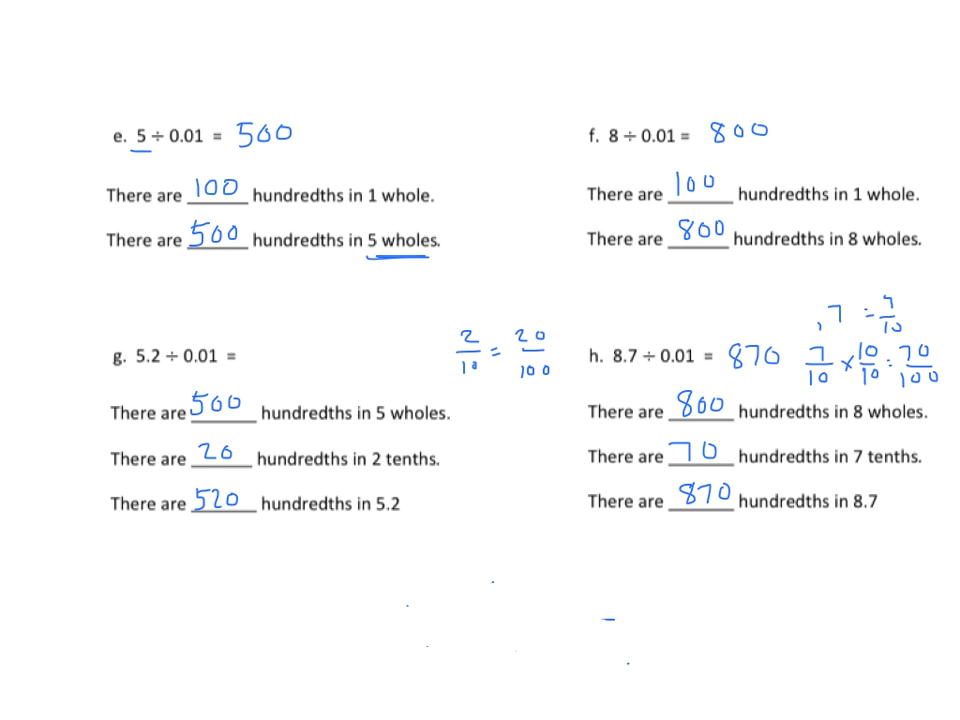 e. 5 ÷ 0.01 = 500
There are 100 hundredths in 1 whole.
There are 500 hundredths in 5 wholes.
f. 8 ÷ 0.01 = 800
There are 100 hundredths in 1 whole.
There are 800 hundredths in 8 wholes.
g. 5.2 ÷ 0.01 =
2/10 = 20/100
There are 500 hundredths in 5 wholes.
There are 20 hundredths in 2 tenths.
There are 520 hundredths in 5.2
.7 = 7/10
h. 8.7 ÷ 0.01 = 870 7/10 x 10/10 = 70/100
There are 800 hundredths in 8 wholes.
There are 70 hundredths in 7 tenths.
There are 870 hundredths in 8.7